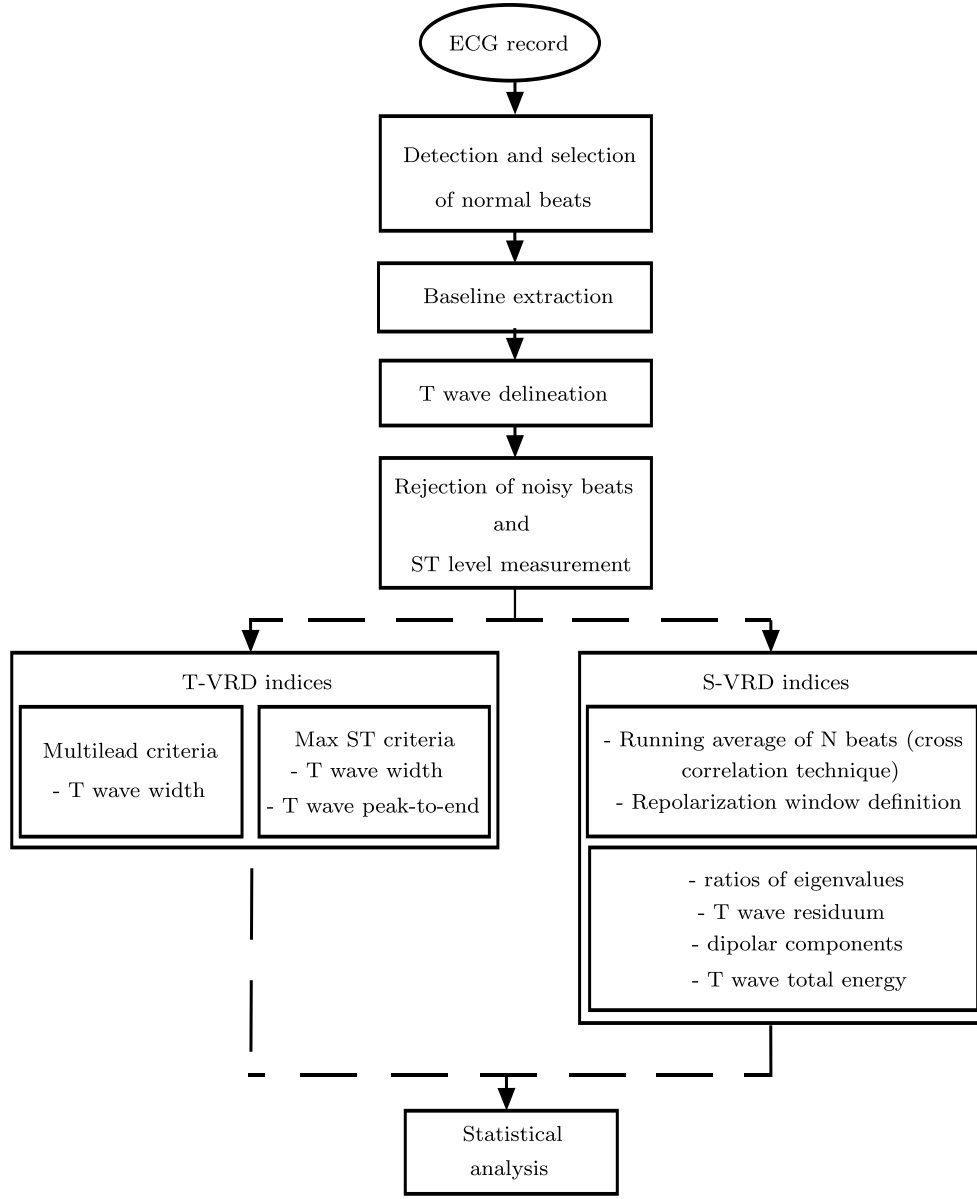 ECG record
Detection and selection
of normal beats
Baseline extraction
T wave delineation
Rejection of noisy beats
and
ST level measurement
T-VRD indices
Multilead criteria
- T wave width
Max ST criteria
- T wave width
- T wave peak-to-end
S-VRD indices
- Running average of N beats (cross
correlation technique)
- Repolarization window definition
- ratios of eigenvalues
- T wave residuum
- dipolar components
- T wave total energy
Statistical
analysis